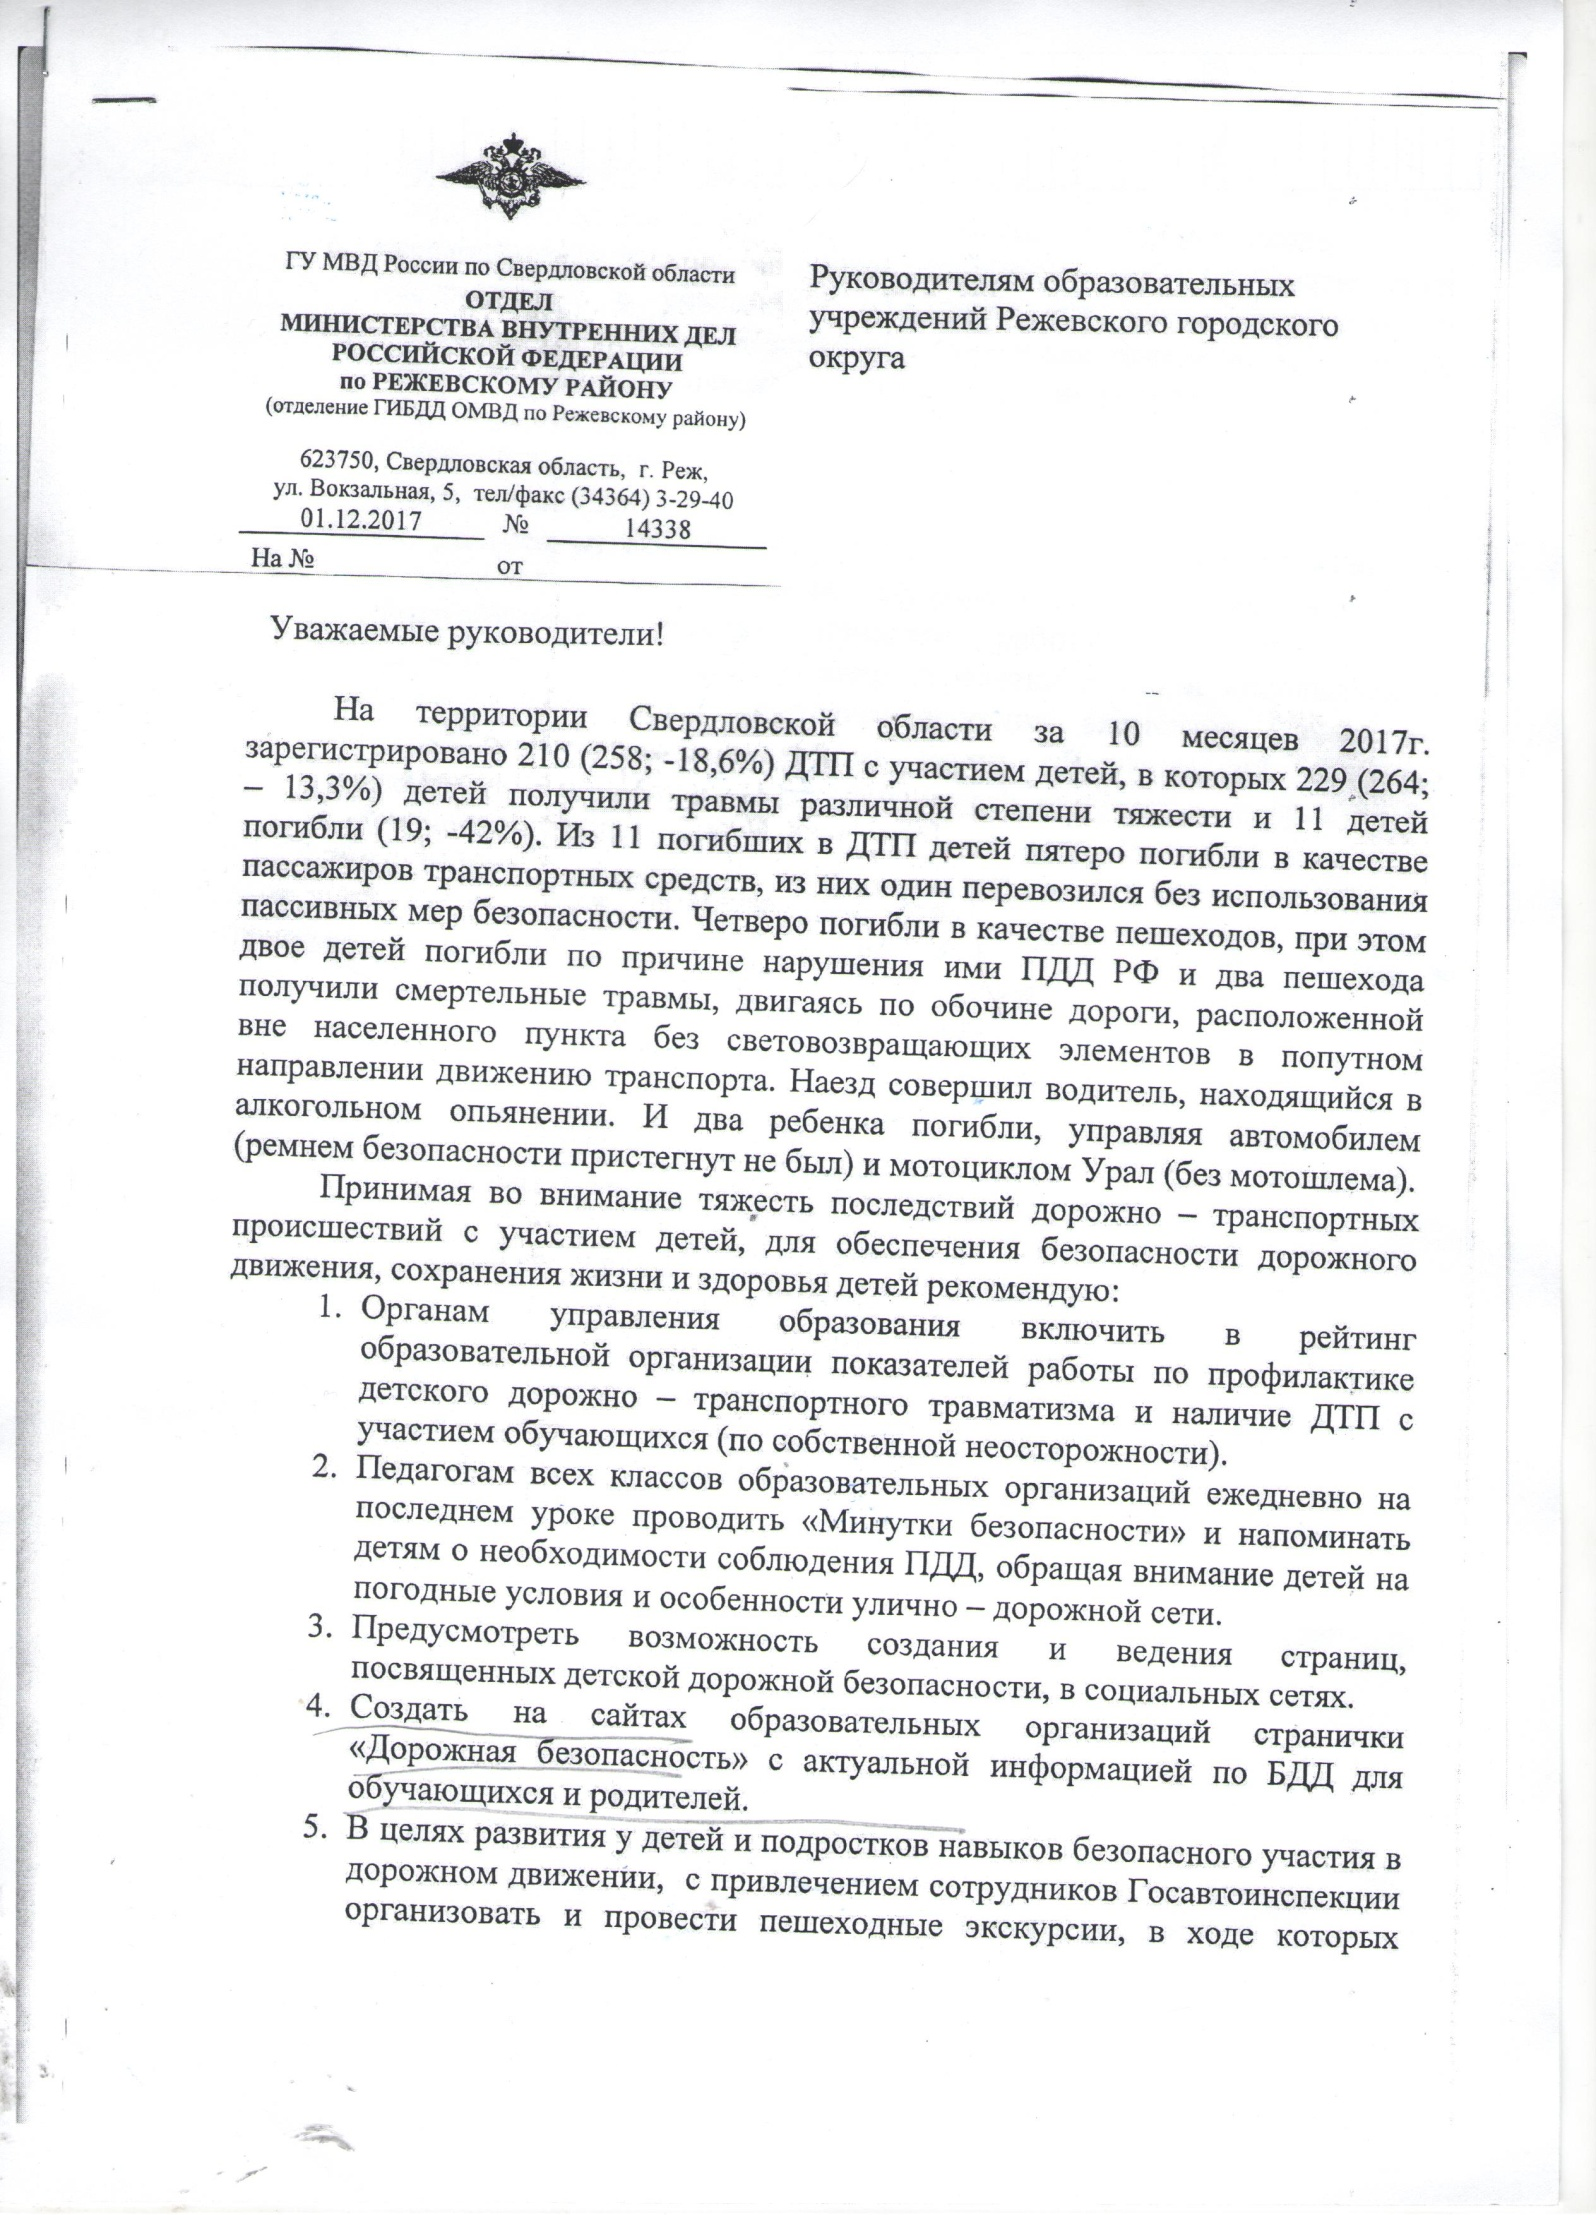 ГУ МВД России по Свердловской области
ОТДЕЛ
МИНИСТЕРСТВА ВНУТРЕННИХ ДЕЛ
РОССИЙСКОЙ ФЕДЕРАЦИИ
по РЕЖЕВСКОМУ РАЙОНУ
(отделение ГИБДД ОМВД по Режевскому району)
623750, Свердловская область, г. Реж,
ул. Вокзальная, 5, тел/факс (34364) 3-29-40
01.12.2017 № 14338
На № от
Руководителям образовательных
учреждений Режевского городского
округа
Уважаемые руководители!
На территории Свердловской области за 10 месяцев 2017г.
зарегистрировано 210 (258; -18,6%) ДТП с участием детей, в которых 229 (264;
– 13,3%) детей получили травмы различной степени тяжести и 11 детей
погибли (19; -42%). Из 11 погибших в ДТП детей пятеро погибли в качестве
пассажиров транспортных средств, из них один перевозился без использования
пассивных мер безопасности. Четверо погибли в качестве пешеходов, при этом
двое детей погибли по причине нарушения ими ПДД РФ и два пешехода
получили смертельные травмы, двигаясь по обочине дороги, расположенной
вне населенного пункта без световозвращающих элементов в попутном
направлении движению транспорта. Наезд совершил водитель, находящийся в
алкогольном опьянении. И два ребенка погибли, управляя автомобилем
(ремнем безопасности пристегнут не был) и мотоциклом Урал (без мотошлема).
Принимая во внимание тяжесть последствий дорожно – транспортных
происшествий с участием детей, для обеспечения безопасности дорожного
движения, сохранения жизни и здоровья детей рекомендую:
1. Органам управления образования включить в рейтинг
образовательной организации показателей работы по профилактике
детского дорожно – транспортного травматизма и наличие ДТП с
участием обучающихся (по собственной неосторожности).
2. Педагогам всех классов образовательных организаций ежедневно на
последнем уроке проводить «Минутки безопасности» и напоминать
детям о необходимости соблюдения ПДД, обращая внимание детей на
погодные условия и особенности улично – дорожной сети.
3. Предусмотреть возможность создания и ведения страниц,
посвященных детской дорожной безопасности, в социальных сетях.
4. Создать на сайтах образовательных организаций странички
«Дорожная безопасность» с актуальной информацией по БДД для
обучающихся и родителей.
5. В целях развития у детей и подростков навыков безопасного участия в
дорожном движении, с привлечением сотрудников Госавтоинспекции
организовать и провести пешеходные экскурсии, в ходе которых